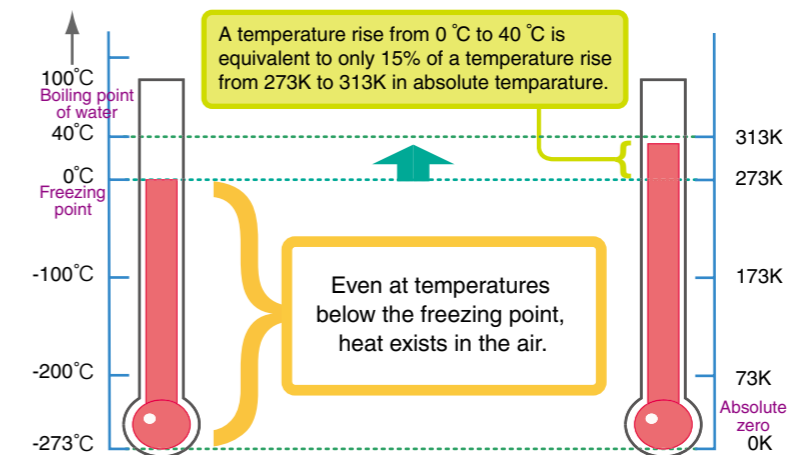 A temperature rise from 0 ℃ to 40 ℃ is
equivalent to only 15% of a temperature rise
from 273K to 313K in absolute temparature.
100℃
Boiling point
of water
40℃
0℃
Freezing
point
-100℃
-200℃
-273℃
Even at temperatures
below the freezing point,
heat exists in the air.
313K
273K
173K
73K
Absolute
zero
0K